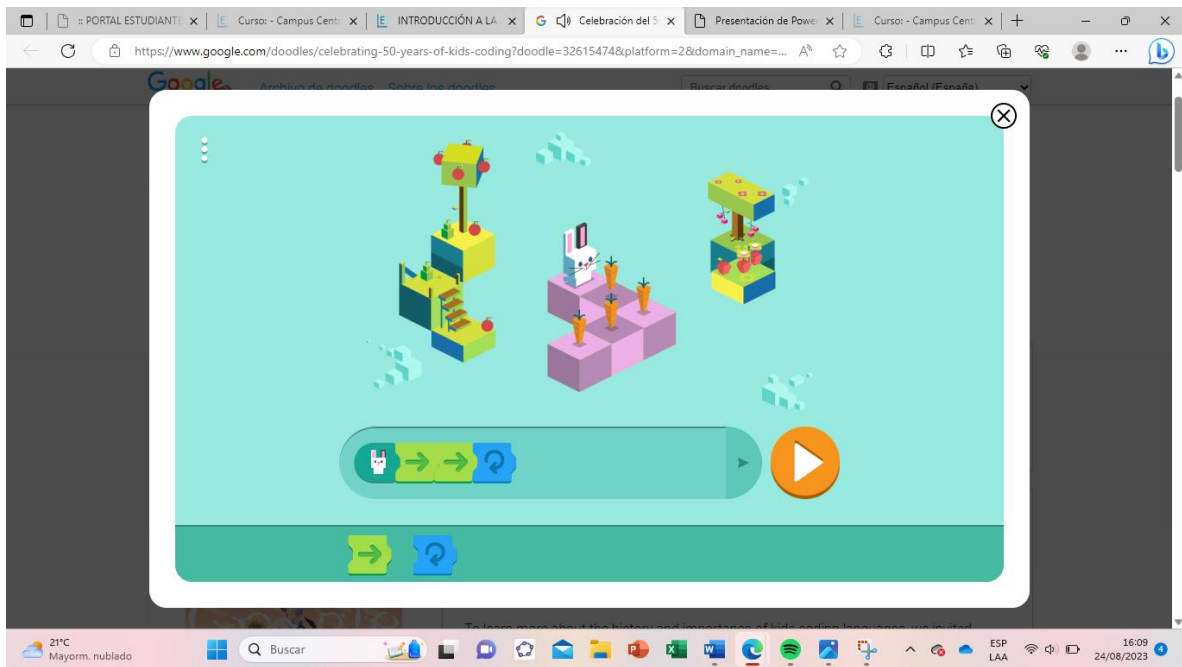 :: PORTAL ESTUDIANTI
Curso: - Campus Centr
INTRODUCCIÓN A LA
Celebración del 5
Presentación de Power
Curso: - Campus Centr
https://www.google.com/doodles/celebrating-50-years-of-kids-coding?doodle=32615474&platform=2&domain_name=...
Google
Archivo de doodles
Sobre los doodles
Buscar doodles
Español (España)
To learn more about the history and importance of kids coding languages, we invited
21°C
Mayorm. nublado
Buscar
ESP
LAA
16:09
24/08/2023
4